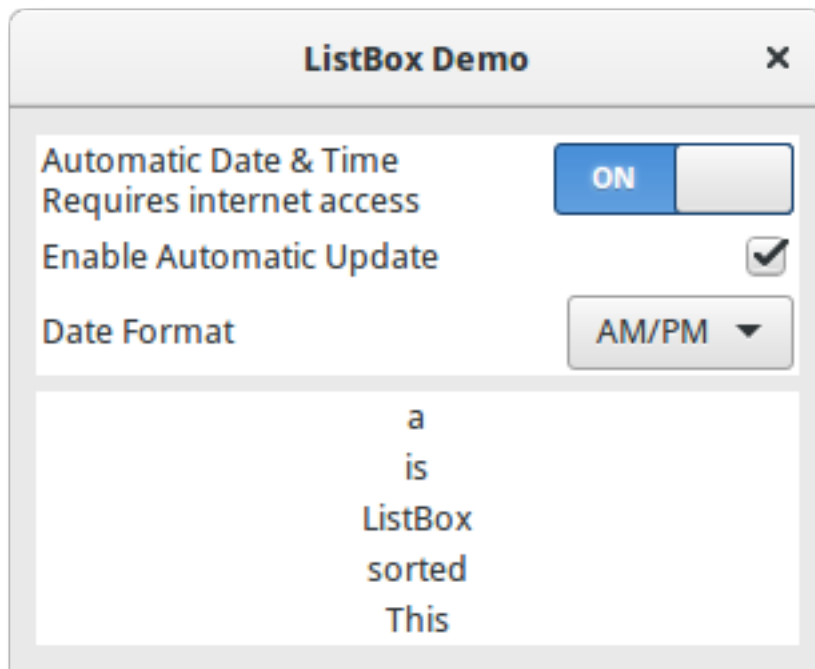 ListBox Demo
Automatic Date & Time
ON
Requires internet access
Enable Automatic Update
Date Format
AM/PM
a
is
ListBox
sorted
This